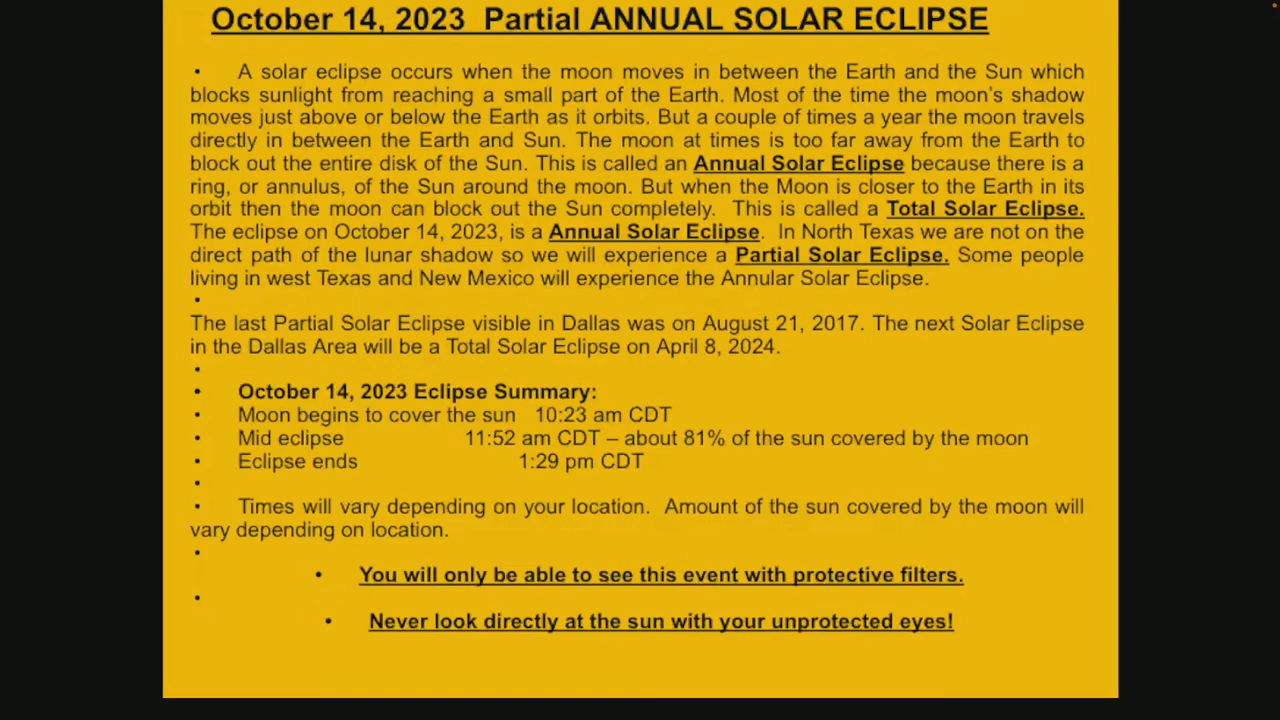 October 14, 2023  Partial ANNUAL SOLAR ECLIPSE
• A solar eclipse occurs when the moon moves in between the Earth and the Sun which
blocks sunlight from reaching a small part of the Earth. Most of the time the moon's shadow
moves just above or below the Earth as it orbits. But a couple of times a year the moon travels
directly in between the Earth and Sun. The moon at times is too far away from the Earth to
block out the entire disk of the Sun. This is called an Annual Solar Eclipse because there is a
ring, or annulus, of the Sun around the moon. But when the Moon is closer to the Earth in its
orbit then the moon can block out the Sun completely.  This is called a Total Solar Eclipse.
The eclipse on October 14, 2023, is a Annual Solar Eclipse.  In North Texas we are not on the
direct path of the lunar shadow so we will experience a Partial Solar Eclipse. Some people
living in west Texas and New Mexico will experience the Annular Solar Eclipse.
•
The last Partial Solar Eclipse visible in Dallas was on August 21, 2017. The next Solar Eclipse
in the Dallas Area will be a Total Solar Eclipse on April 8, 2024.
•
• October 14, 2023 Eclipse Summary:
• Moon begins to cover the sun 10:23 am CDT
• Mid eclipse 11:52 am CDT – about 81% of the sun covered by the moon
• Eclipse ends 1:29 pm CDT
•
• Times will vary depending on your location.  Amount of the sun covered by the moon will
vary depending on location.
•
• You will only be able to see this event with protective filters.
•
• Never look directly at the sun with your unprotected eyes!